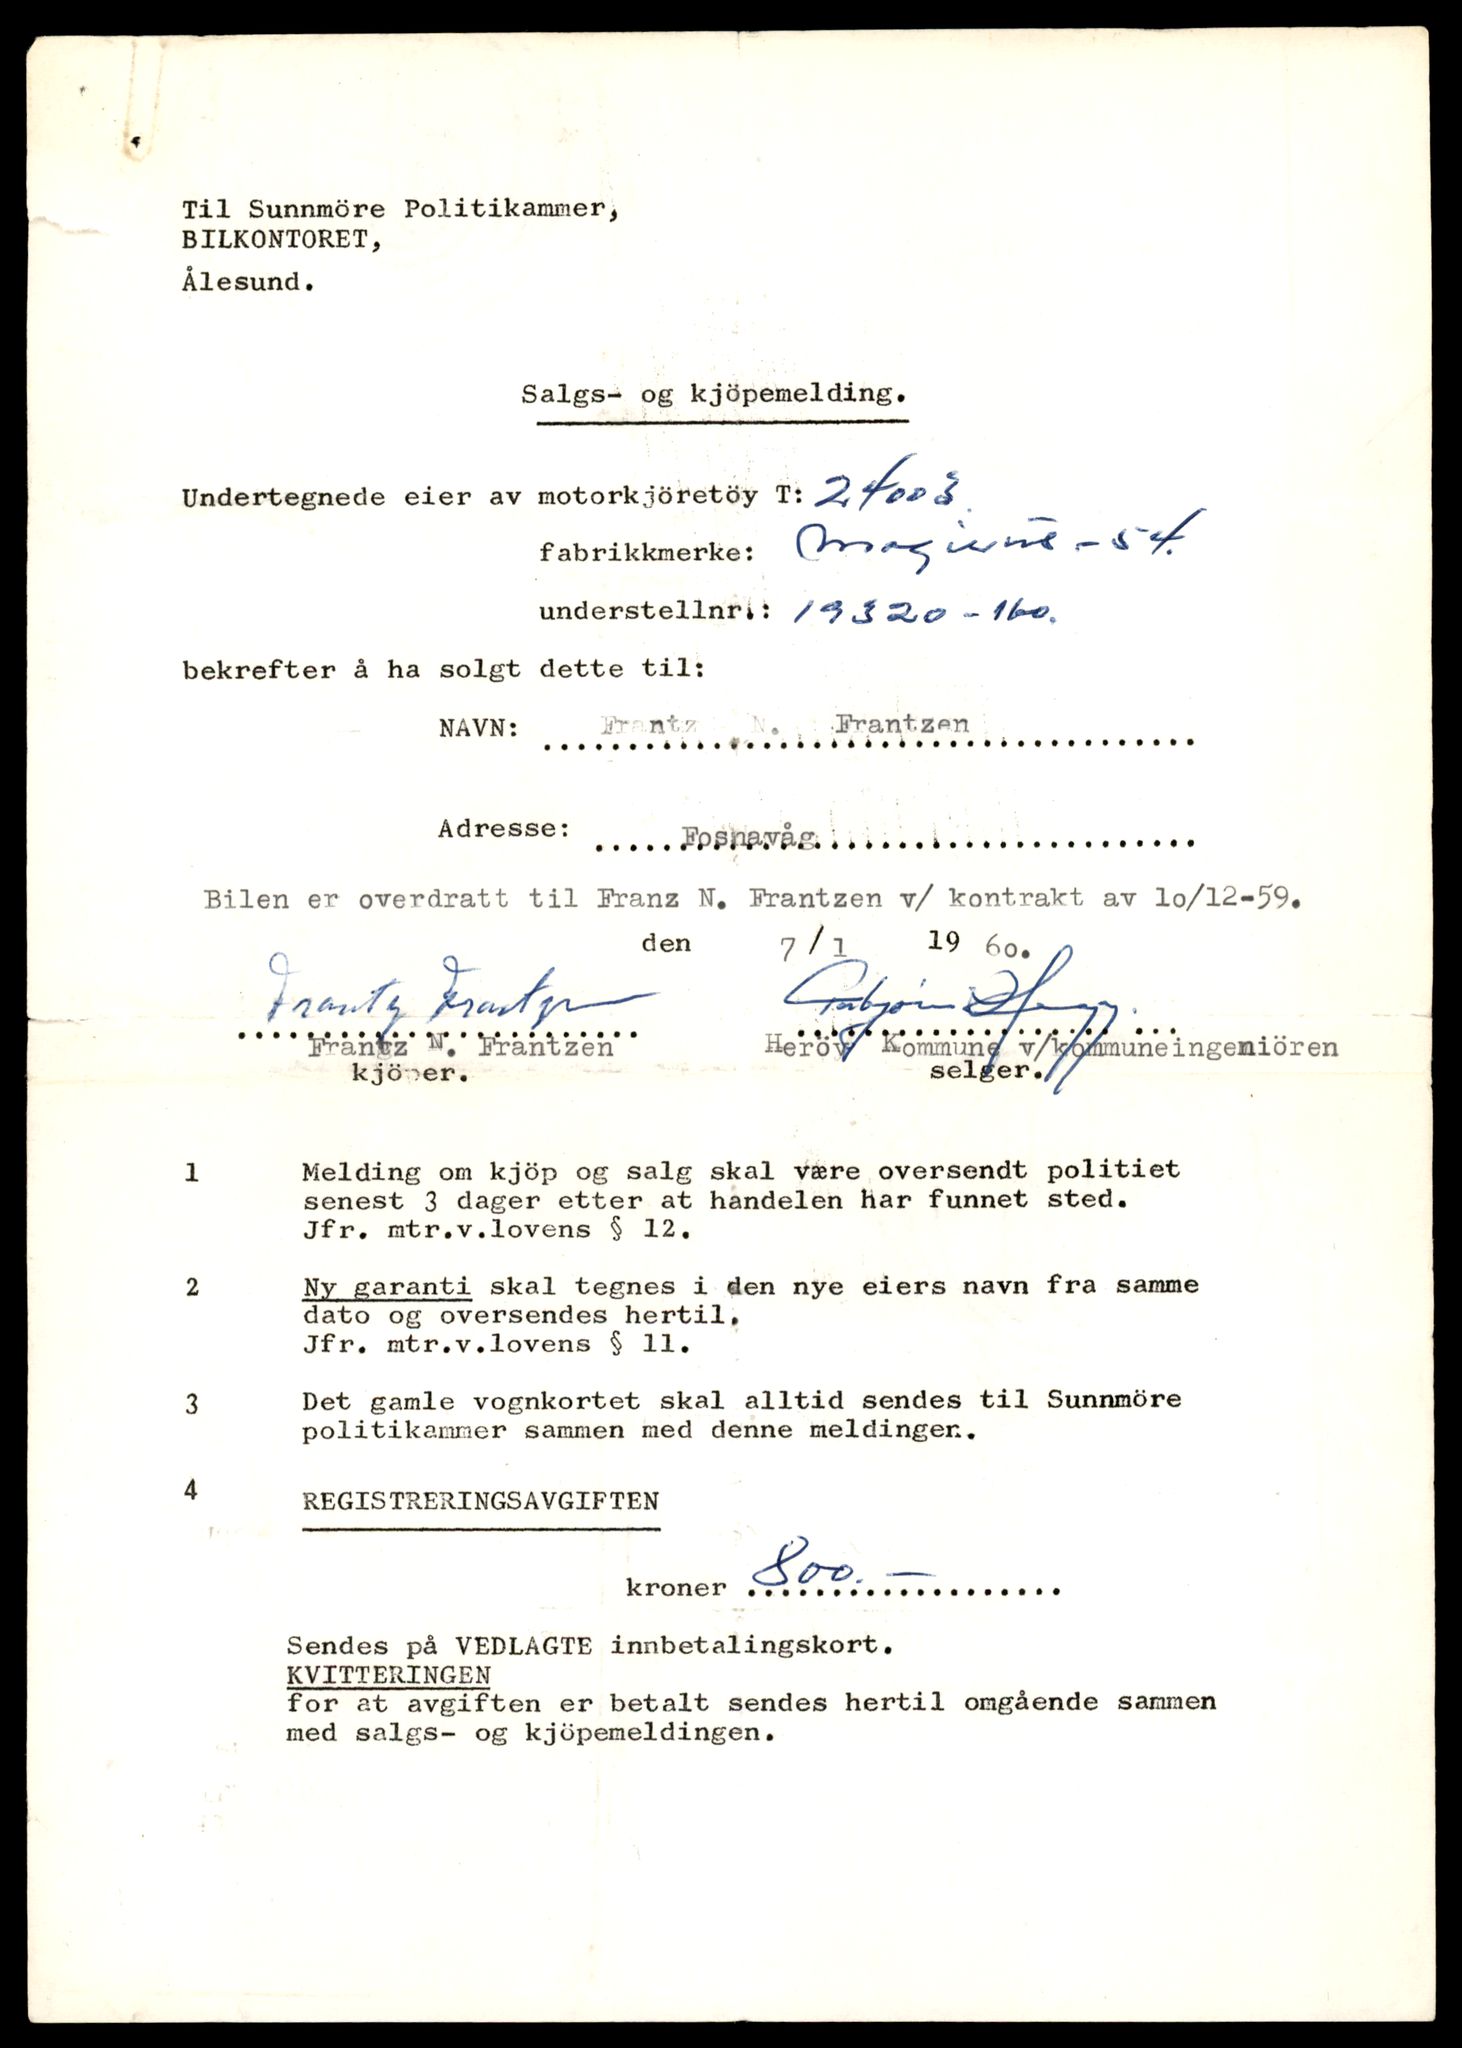 Til Sunnmöre Politikammer,
BILKONTORET,
Ålesund.
Salgs- og kjöpemelding.
Undertegnede eier av motorkjöretöy T: 24003.
fabrikkmerke: Magirus - 54.
understellnr.: 19320-160.
bekrefter å ha solgt dette til:
NAVN: Frantz N. Frantzen
Adresse: Fosnavåg
Bilen er overdratt til Franz N. Frantzen v/ kontrakt av lo/12-59.
den 7/1 19 6o.
Frantz Frantzen
Frantz N. Frantzen Heröy Kommune v/kommuneingeniören
kjöper. selger.
1 Melding om kjöp og salg skal være oversendt politiet
senest 3 dager etter at handelen har funnet sted.
Jfr. mtr.v.lovens § 12.
2 Ny garanti skal tegnes i den nye eiers navn fra samme
dato og oversendes hertil.
Jfr. mtr.v.lovens § 11.
3 Det gamle vognkortet skal alltid sendes til Sunnmöre
politikammer sammen med denne meldingen.
4 REGISTRERINGSAVGIFTEN
kroner 800.-
Sendes på VEDLAGTE innbetalingskort.
KVITTERINGEN
for at avgiften er betalt sendes hertil omgående sammen
med salgs- og kjöpemeldingen.